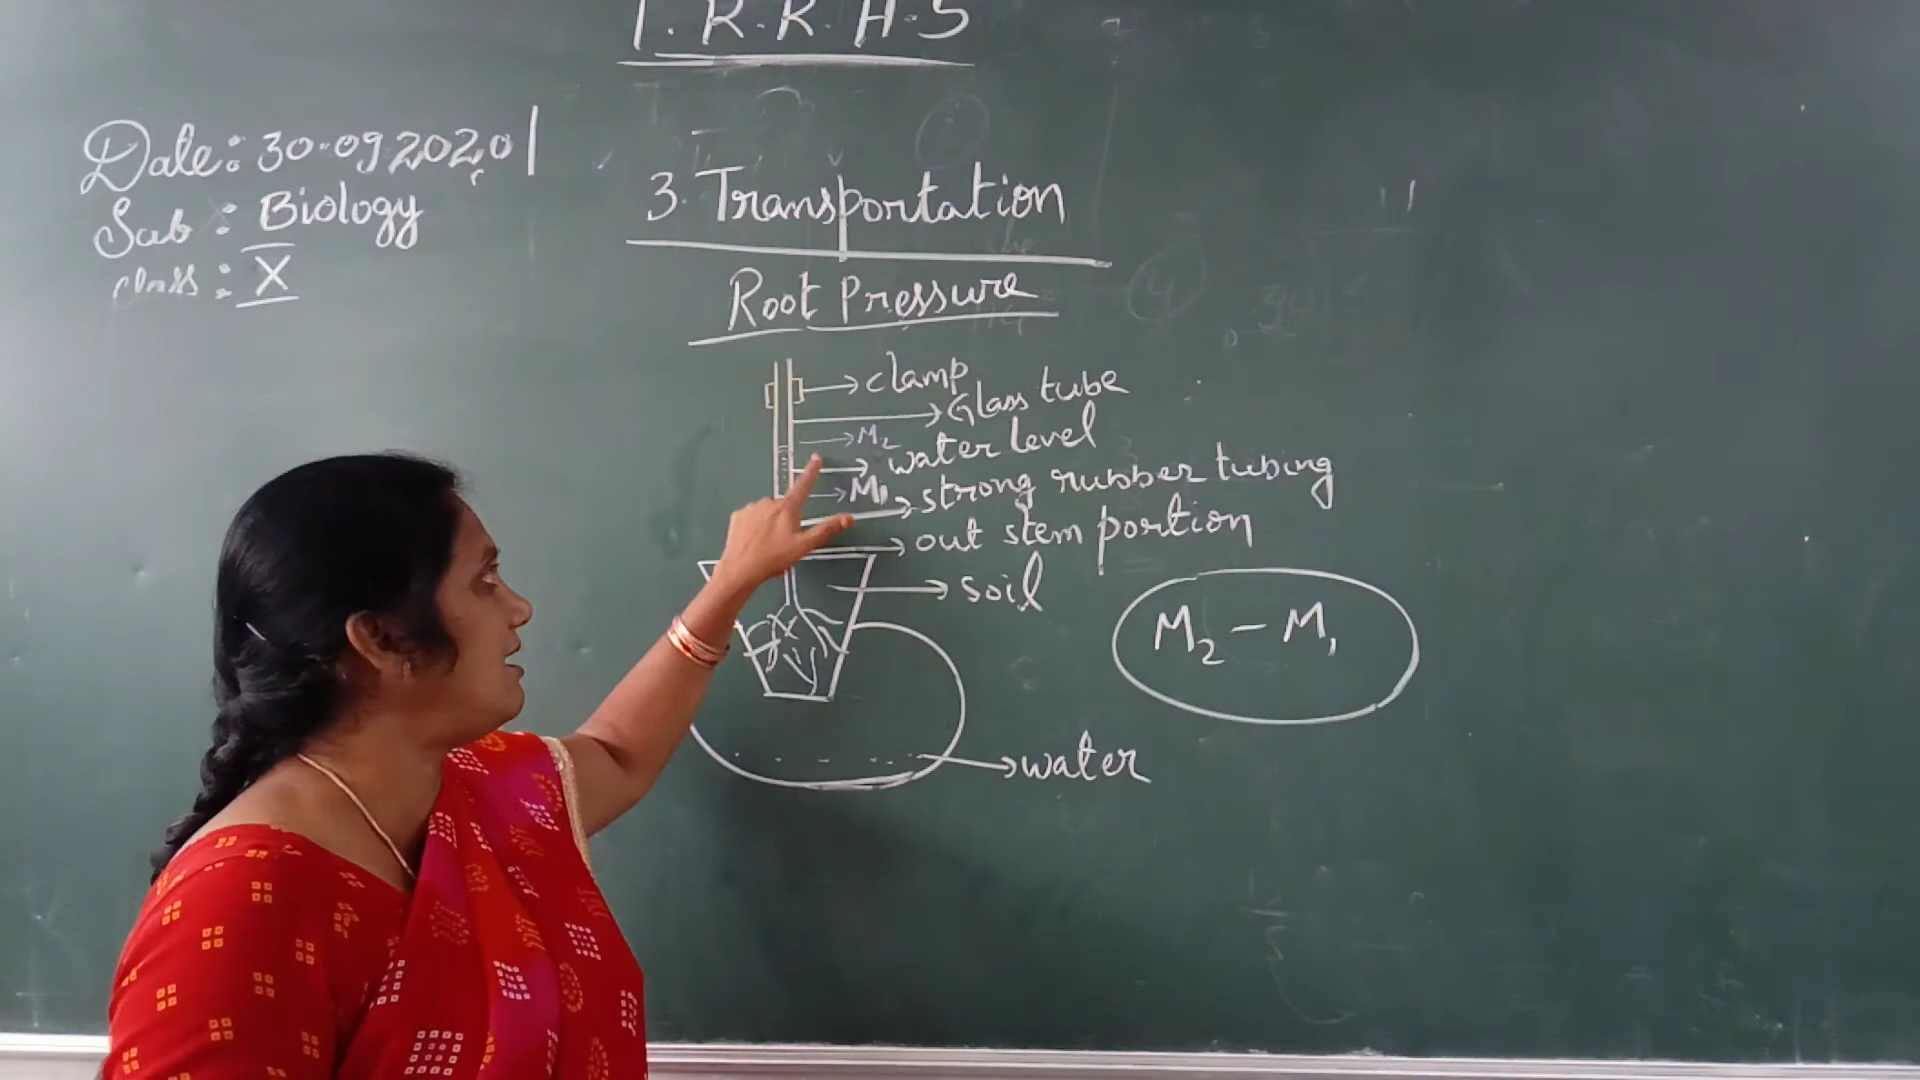 T.R.R.H.S
Date: 30.09.2020
Sub: Biology
class: X
3. Transportation
Root Pressure
clamp
Glass tube
M2
water level
M1
strong rubber tubing
out stem portion
soil
M2 - M1
water